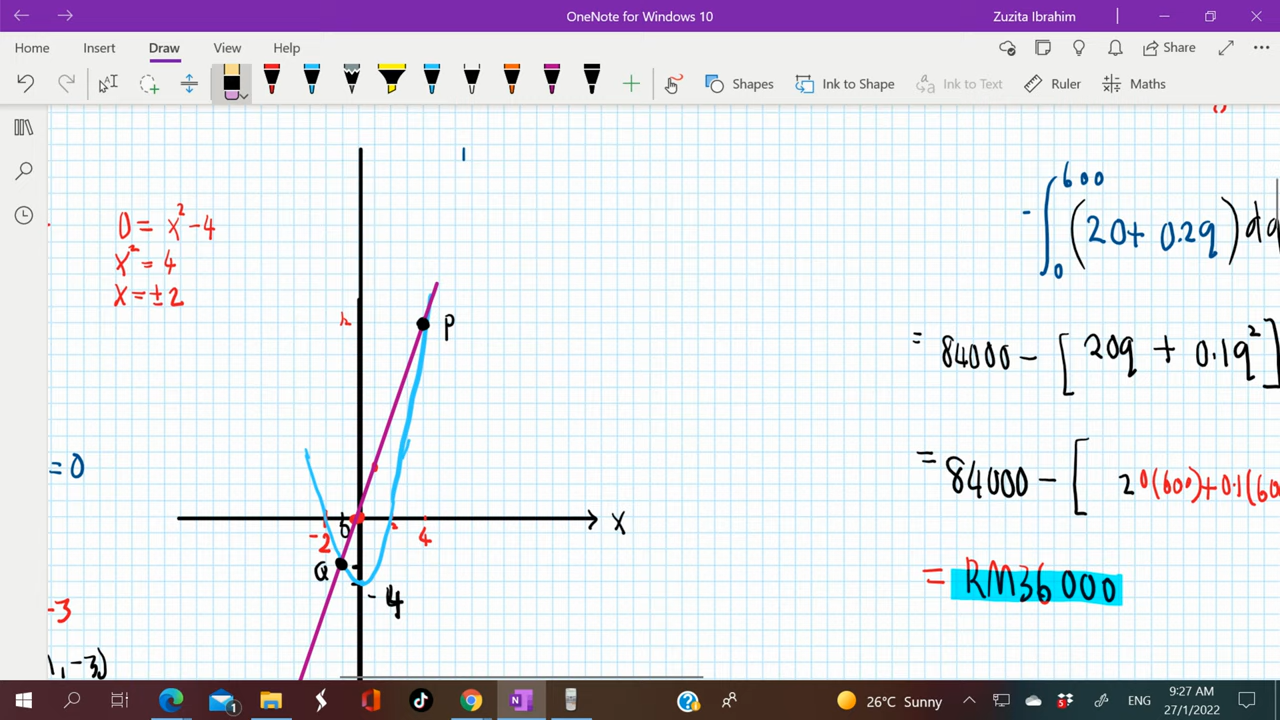 OneNote for Windows 10
Zuzita Ibrahim
Home Insert Draw View Help
Share
Shapes
Ink to Shape
Ink to Text
Ruler
Maths
0 = x² - 4
x² = 4
x = ± 2
P
= 0
-2
4
X
Q
-4
-3
1, -3)
- ∫ 600 0 (20 + 0.2q) dq
= 84000 - [ 20q + 0.1q² ]
= 84000 - [ 20(600) + 0.1(60
= RM36000
26°C Sunny
ENG
9:27 AM
27/1/2022